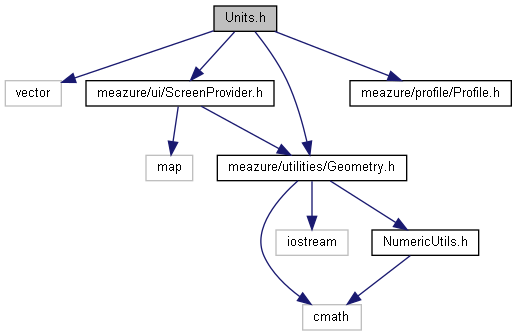 Units.h
vector
meazure/ui/ScreenProvider.h
meazure/profile/Profile.h
map
meazure/utilities/Geometry.h
iostream
NumericUtils.h
cmath